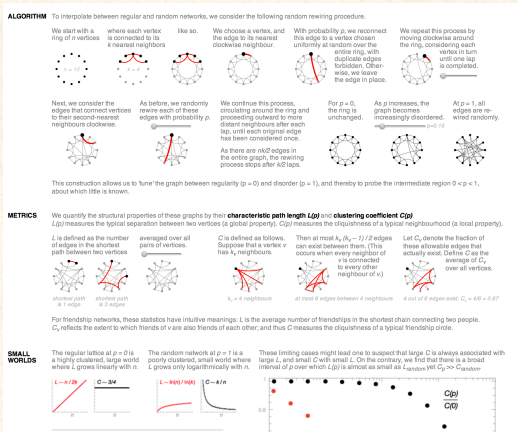 ALGORITHM To interpolate between regular and random networks, we consider the following random rewiring procedure.
We start with a
ring of n vertices
where each vertex
is connected to its
k nearest neighbors
like so.
We choose a vertex, and
the edge to its nearest
clockwise neighbour.
With probability p, we reconnect
this edge to a vertex chosen
uniformly at random over the
entire ring, with
duplicate edges
forbidden. Other-
wise, we leave
the edge in place.
We repeat this process by
moving clockwise around
the ring, considering each
vertex in turn
until one lap
is completed.
Next, we consider the
edges that connect vertices
to their second-nearest
neighbours clockwise.
As before, we randomly
rewire each of these
edges with probability p.
We continue this process,
circulating around the ring and
proceeding outward to more
distant neighbours after each
lap, until each original edge
has been considered once.
As there are nk/2 edges in
the entire graph, the rewiring
process stops after k/2 laps.
For p = 0,
the ring is
unchanged.
As p increases, the
graph becomes
increasingly disordered.
p=0.15
At p = 1, all
edges are re-
wired randomly.
This construction allows us to 'tune' the graph between regularity (p = 0) and disorder (p = 1), and thereby to probe the intermediate region 0 < p < 1,
about which little is known.
METRICS We quantify the structural properties of these graphs by their characteristic path length L(p) and clustering coefficient C(p)
L(p) measures the typical separation between two vertices (a global property), C(p) measures the cliquishness of a typical neighbourhood (a local property).
L is defined as the number
of edges in the shortest
path between two vertices
shortest path
is 1 edge
shortest path
is 3 edges
averaged over all
pairs of vertices.
C is defined as follows.
Suppose that a vertex v
has kv neighbours.
kv = 4 neighbours
Then at most kv (kv − 1) / 2 edges
can exist between them. (This
occurs when every neighbor of
v is connected
to every other
neighbour of v.)
at most 6 edges between 4 neighbours
Let Cv denote the fraction of
these allowable edges that
actually exist. Define C as the
average of Cv
over all vertices.
4 out of 6 edges exist, Cv = 4/6 = 0.67
For friendship networks, these statistics have intuitive meanings: L is the average number of friendships in the shortest chain connecting two people.
Cv reflects the extent to which friends of v are also friends of each other; and thus C measures the cliquishness of a typical friendship circle.
SMALL
WORLDS
The regular lattice at p = 0 is
a highly clustered, large world
where L grows linearly with n.
L ~ n / 2k
C ~ 3/4
The random network at p = 1 is a
poorly clustered, small world where
L grows only logarithmically with n.
L ~ ln(n) / ln(k)
C ~ k / n
These limiting cases might lead one to suspect that large C is always associated with
large L, and small C with small L. On the contrary, we find that there is a broad
interval of p over which L(p) is almost as small as Lrandom yet Cp >> Crandom
0.8
C(p)
C(0)